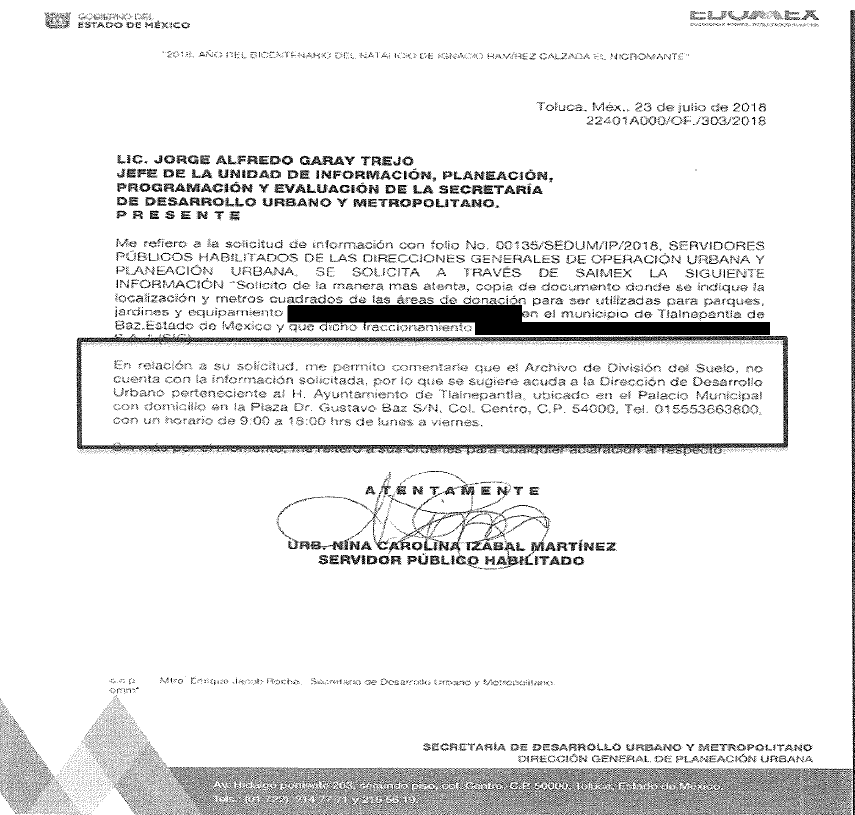 GOBIERNO DEL
ESTADO DE MÉXICO
EDOMEX
"2018. AÑO DEL BICENTENARIO DEL NATALICIO DE IGNACIO RAMÍREZ CALZADA EL NIGROMANTE"
Toluca, Méx., 23 de julio de 2018
22401A000/OF./303/2018
LIC. JORGE ALFREDO GARAY TREJO
JEFE DE LA UNIDAD DE INFORMACIÓN, PLANEACIÓN,
PROGRAMACIÓN Y EVALUACIÓN DE LA SECRETARÍA
DE DESARROLLO URBANO Y METROPOLITANO.
P R E S E N T E
Me refiero a la solicitud de información con folio No. 00135/SEDUM/IP/2018, SERVIDORES
PÚBLICOS HABILITADOS DE LAS DIRECCIONES GENERALES DE OPERACIÓN URBANA Y
PLANEACIÓN URBANA. SE SOLICITA A TRAVÉS DE SAIMEX LA SIGUIENTE
INFORMACIÓN "Solicito de la manera mas atenta, copia de documento donde se indique la
localización y metros cuadrados de las áreas de donación para ser utilizadas para parques,
jardines y equipamiento en el municipio de Tlalnepantla de
Baz.Estado de Mexico y que dicho fraccionamiento
S.A." (SIC)
En relación a su solicitud, me permito comentarle que el Archivo de División del Suelo, no
cuenta con la información solicitada, por lo que se sugiere acuda a la Dirección de Desarrollo
Urbano perteneciente al H. Ayuntamiento de Tlalnepantla, ubicado en el Palacio Municipal
con domicilio en la Plaza Dr. Gustavo Baz S/N, Col. Centro, C.P. 54000, Tel. 015553663800,
con un horario de 9:00 a 18:00 hrs de lunes a viernes.
Sin más por el momento, me reitero a sus órdenes para cualquier aclaración al respecto.
A T E N T A M E N T E
URB. NINA CAROLINA IZABAL MARTÍNEZ
SERVIDOR PÚBLICO HABILITADO
c.c.p. Mtro. Enrique Jacob Rocha. Secretario de Desarrollo Urbano y Metropolitano.
omm*
SECRETARÍA DE DESARROLLO URBANO Y METROPOLITANO
DIRECCIÓN GENERAL DE PLANEACIÓN URBANA
Av. Hidalgo poniente 203, segundo piso, col. Centro, C.P. 50000, Toluca, Estado de México.
Tels.: (01 722) 214 77 71 y 215 56 19.